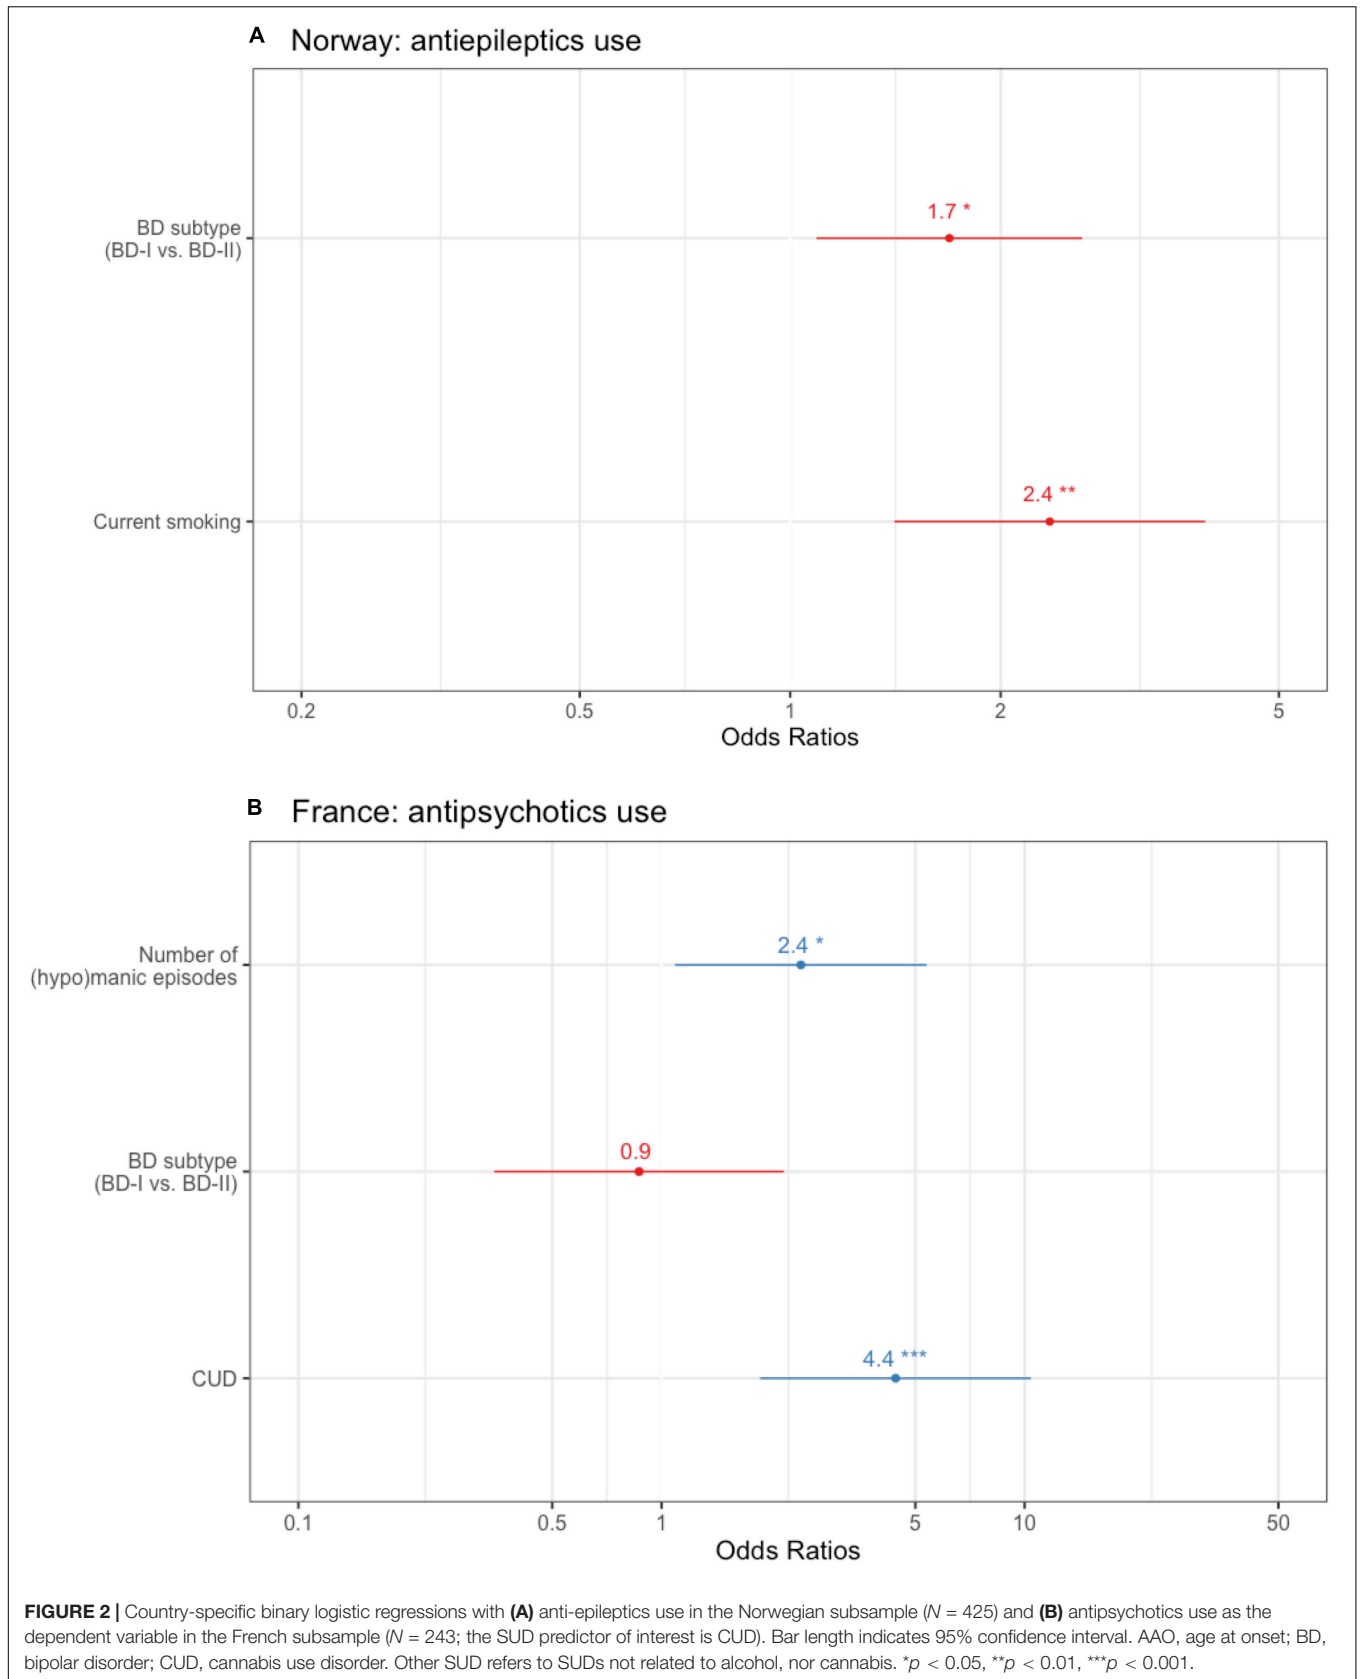 A Norway: antiepileptics use
1.7 *
BD subtype
(BD-I vs. BD-II)
2.4 **
Current smoking
0.2 0.5 1 2 5
Odds Ratios
B France: antipsychotics use
2.4 *
Number of
(hypo)manic episodes
0.9
BD subtype
(BD-I vs. BD-II)
4.4 ***
CUD
0.1 0.5 1 5 10 50
Odds Ratios
FIGURE 2 | Country-specific binary logistic regressions with (A) anti-epileptics use in the Norwegian subsample (N = 425) and (B) antipsychotics use as the
dependent variable in the French subsample (N = 243; the SUD predictor of interest is CUD). Bar length indicates 95% confidence interval. AAO, age at onset; BD,
bipolar disorder; CUD, cannabis use disorder. Other SUD refers to SUDs not related to alcohol, nor cannabis. *p < 0.05, **p < 0.01, ***p < 0.001.